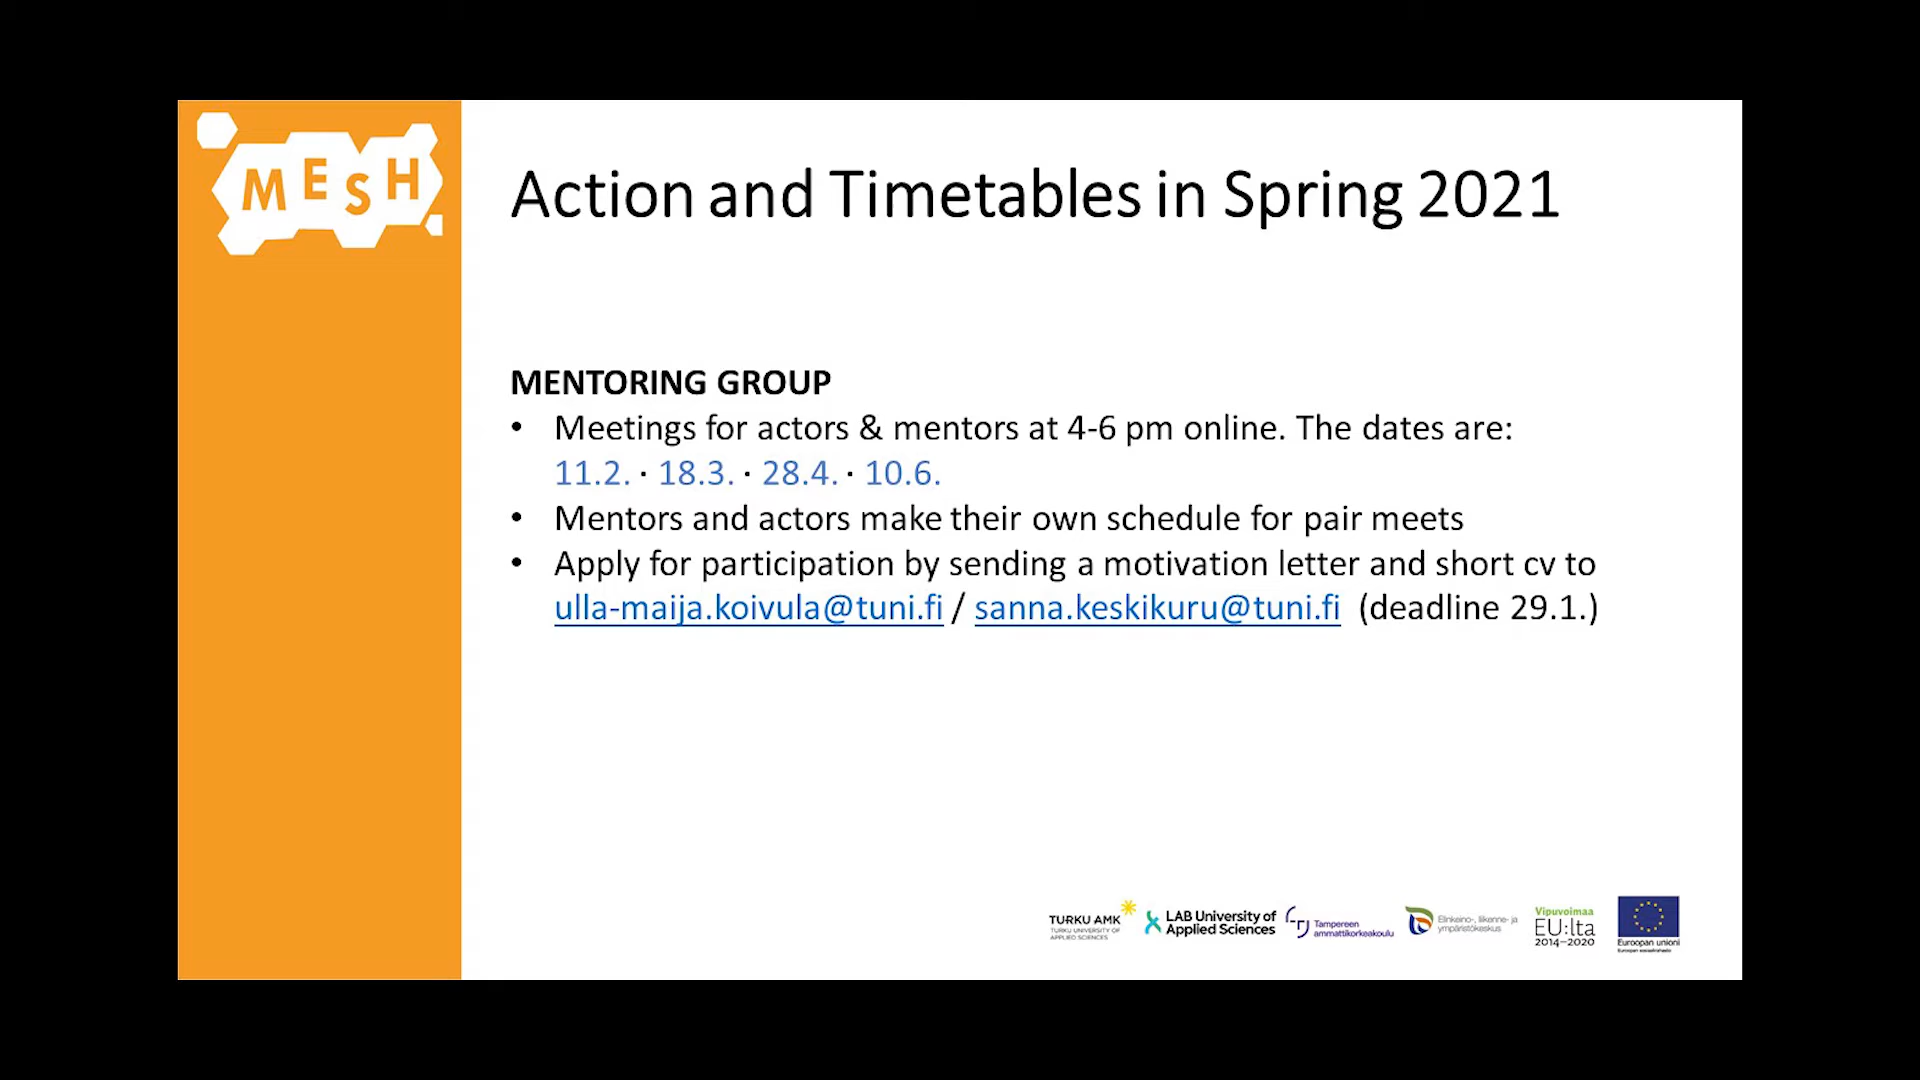 MESH
Action and Timetables in Spring 2021
MENTORING GROUP
• Meetings for actors & mentors at 4-6 pm online. The dates are:
11.2. · 18.3. · 28.4. · 10.6.
• Mentors and actors make their own schedule for pair meets
• Apply for participation by sending a motivation letter and short cv to
ulla-maija.koivula@tuni.fi / sanna.keskikuru@tuni.fi (deadline 29.1.)
TURKU AMK
TURKU UNIVERSITY OF
APPLIED SCIENCES
LAB University of
Applied Sciences
Tampereen
ammattikorkeakoulu
Elinkeino-, liikenne- ja
ympäristökeskus
Vipuvoimaa
EU:lta
2014–2020
Euroopan unioni
Euroopan sosiaalirahasto